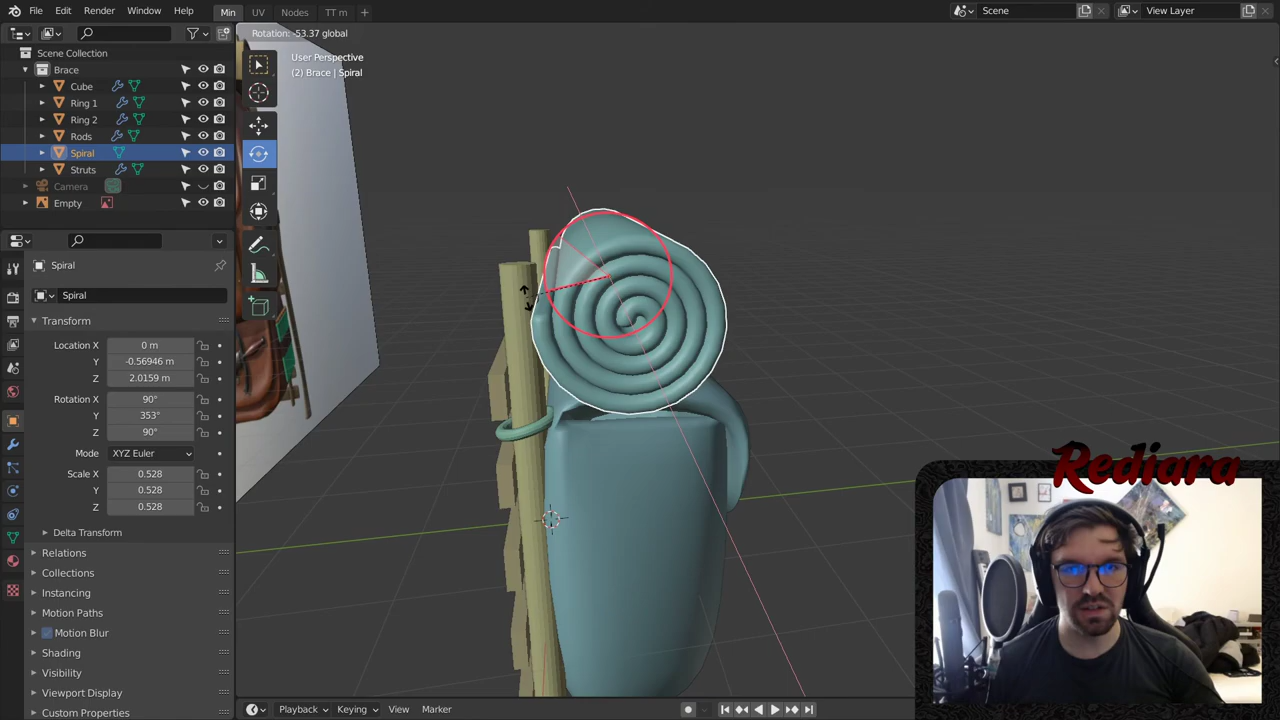 File Edit Render Window Help Min UV Nodes TT m Scene View Layer
Scene Collection
Brace
Cube
Ring 1
Ring 2
Rods
Spiral
Struts
Camera
Empty
Rotation: -53.37 global
User Perspective
(2) Brace | Spiral
Spiral
Spiral
Transform
Location X 0 m
Y -0.56946 m
Z 2.0159 m
Rotation X 90°
Y 353°
Z 90°
Mode XYZ Euler
Scale X 0.528
Y 0.528
Z 0.528
Delta Transform
Relations
Collections
Instancing
Motion Paths
Motion Blur
Shading
Visibility
Viewport Display
Custom Properties
Playback Keying View Marker
Rediara